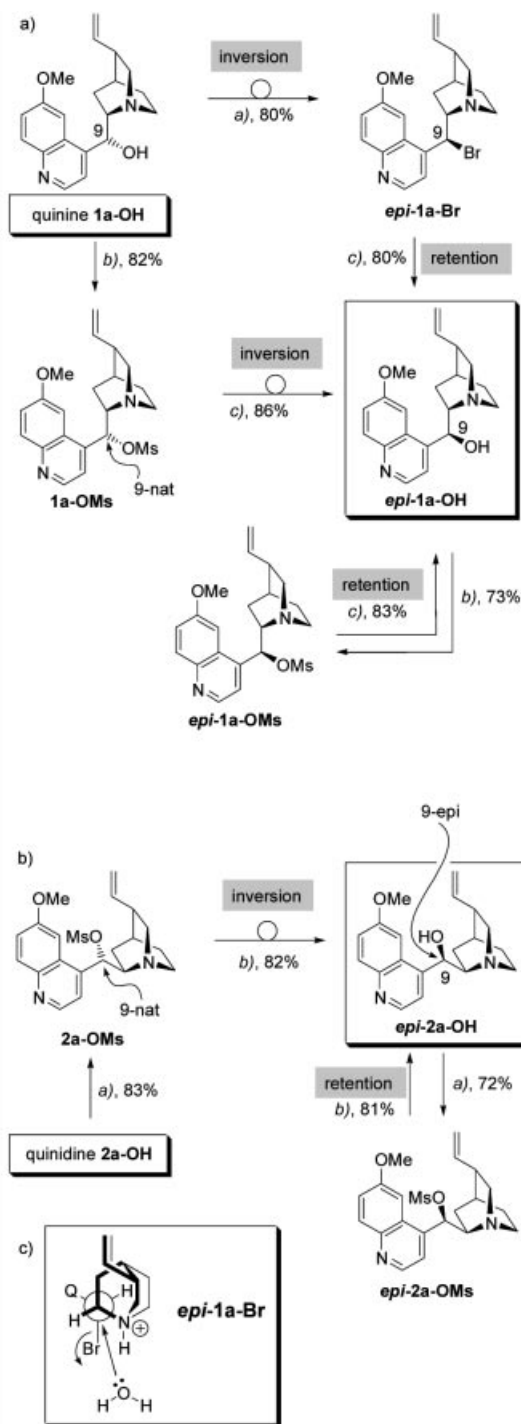 a)
inversion
OMe
N
9
OH
N
a), 80%
OMe
N
9
Br
N
quinine 1a-OH
epi-1a-Br
b), 82%
c), 80%
retention
inversion
OMe
N
OMs
N
c), 86%
OMe
N
9
OH
N
9-nat
1a-OMs
epi-1a-OH
retention
c), 83%
b), 73%
OMe
N
OMs
N
epi-1a-OMs
9-epi
b)
inversion
OMe
MsO
N
N
b), 82%
OMe
HO
9
N
N
9-nat
2a-OMs
epi-2a-OH
a), 83%
retention
b), 81%
a), 72%
quinidine 2a-OH
OMe
MsO
N
N
c)
epi-2a-OMs
Q
H
epi-1a-Br
H
N
+
Br
H
O
H
H